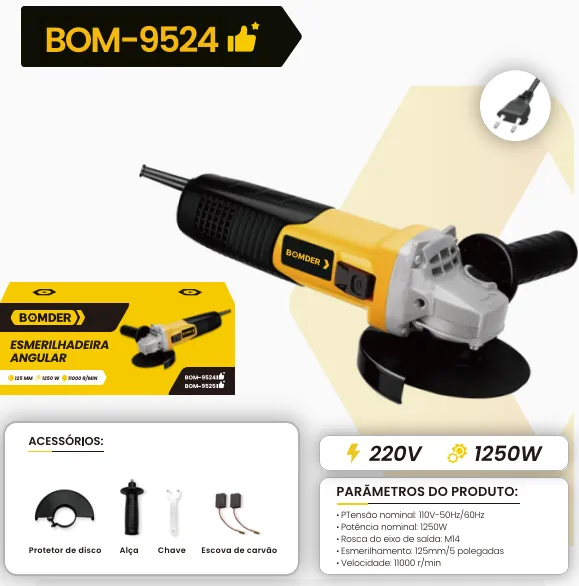 BOM-9524
BOMDER
BOMDER
ESMERILHADEIRA
ANGULAR
125 MM 1250 W 11000 R/MIN
BOM-9524
BOM-9525
ACESSÓRIOS:
Protetor de disco Alça Chave Escova de carvão
220V 1250W
PARÃMETROS DO PRODUTO:
• PTensão nominal: 110V-50Hz/60Hz
• Potência nominal: 1250W
• Rosca do eixo de saída: M14
• Esmerilhamento: 125mm/5 polegadas
• Velocidade: 11000 r/min